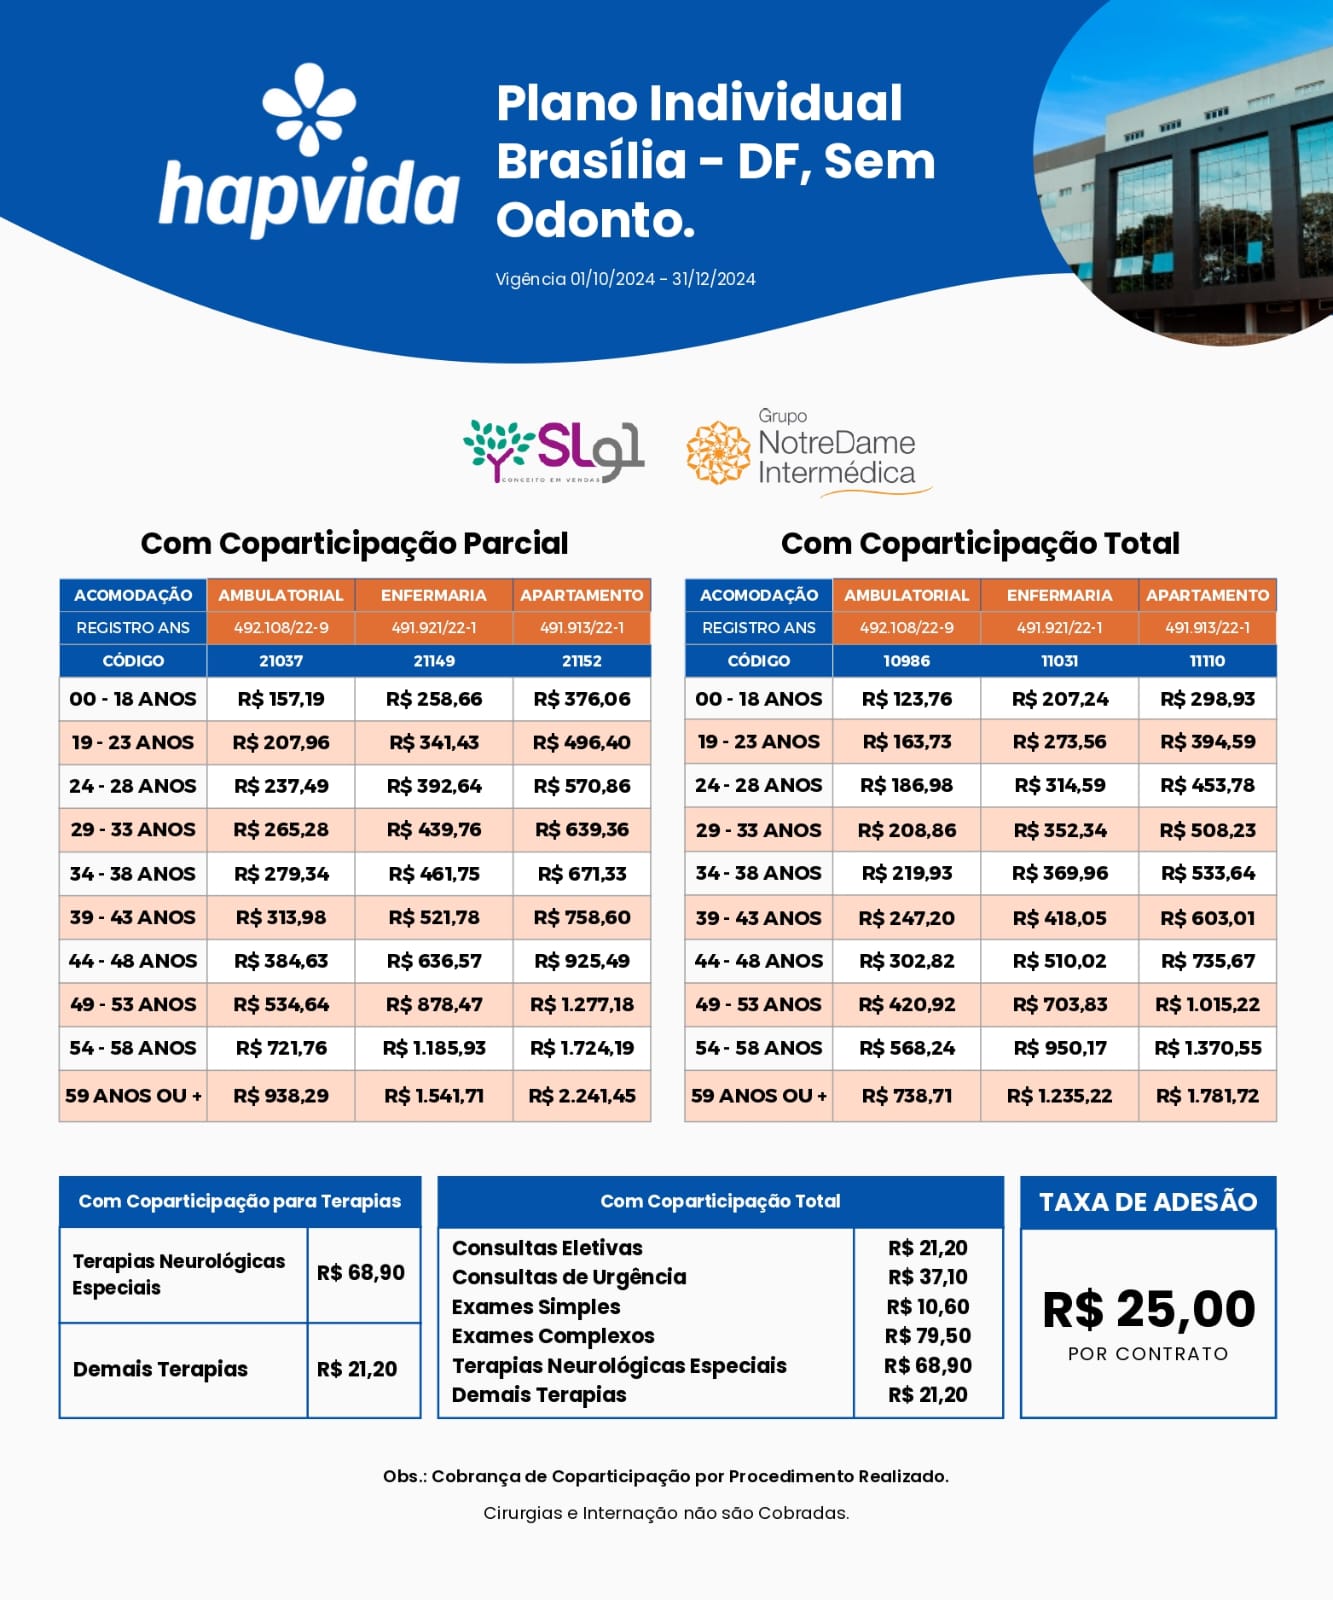 hapvida
Plano Individual
Brasília - DF, Sem
Odonto.
Vigência 01/10/2024 - 31/12/2024
SLg1
CONCEITO EM VENDAS
Grupo
NotreDame
Intermédica
Com Coparticipação Parcial
ACOMODAÇÃO AMBULATORIAL ENFERMARIA APARTAMENTO
REGISTRO ANS 492.108/22-9 491.921/22-1 491.913/22-1
CÓDIGO 21037 21149 21152
00 - 18 ANOS R$ 157,19 R$ 258,66 R$ 376,06
19 - 23 ANOS R$ 207,96 R$ 341,43 R$ 496,40
24 - 28 ANOS R$ 237,49 R$ 392,64 R$ 570,86
29 - 33 ANOS R$ 265,28 R$ 439,76 R$ 639,36
34 - 38 ANOS R$ 279,34 R$ 461,75 R$ 671,33
39 - 43 ANOS R$ 313,98 R$ 521,78 R$ 758,60
44 - 48 ANOS R$ 384,63 R$ 636,57 R$ 925,49
49 - 53 ANOS R$ 534,64 R$ 878,47 R$ 1.277,18
54 - 58 ANOS R$ 721,76 R$ 1.185,93 R$ 1.724,19
59 ANOS OU + R$ 938,29 R$ 1.541,71 R$ 2.241,45
Com Coparticipação Total
ACOMODAÇÃO AMBULATORIAL ENFERMARIA APARTAMENTO
REGISTRO ANS 492.108/22-9 491.921/22-1 491.913/22-1
CÓDIGO 10986 11031 11110
00 - 18 ANOS R$ 123,76 R$ 207,24 R$ 298,93
19 - 23 ANOS R$ 163,73 R$ 273,56 R$ 394,59
24 - 28 ANOS R$ 186,98 R$ 314,59 R$ 453,78
29 - 33 ANOS R$ 208,86 R$ 352,34 R$ 508,23
34 - 38 ANOS R$ 219,93 R$ 369,96 R$ 533,64
39 - 43 ANOS R$ 247,20 R$ 418,05 R$ 603,01
44 - 48 ANOS R$ 302,82 R$ 510,02 R$ 735,67
49 - 53 ANOS R$ 420,92 R$ 703,83 R$ 1.015,22
54 - 58 ANOS R$ 568,24 R$ 950,17 R$ 1.370,55
59 ANOS OU + R$ 738,71 R$ 1.235,22 R$ 1.781,72
Com Coparticipação para Terapias
Terapias Neurológicas
Especiais
R$ 68,90
Demais Terapias R$ 21,20
Com Coparticipação Total
Consultas Eletivas R$ 21,20
Consultas de Urgência R$ 37,10
Exames Simples R$ 10,60
Exames Complexos R$ 79,50
Terapias Neurológicas Especiais R$ 68,90
Demais Terapias R$ 21,20
TAXA DE ADESÃO
R$ 25,00
POR CONTRATO
Obs.: Cobrança de Coparticipação por Procedimento Realizado.
Cirurgias e Internação não são Cobradas.